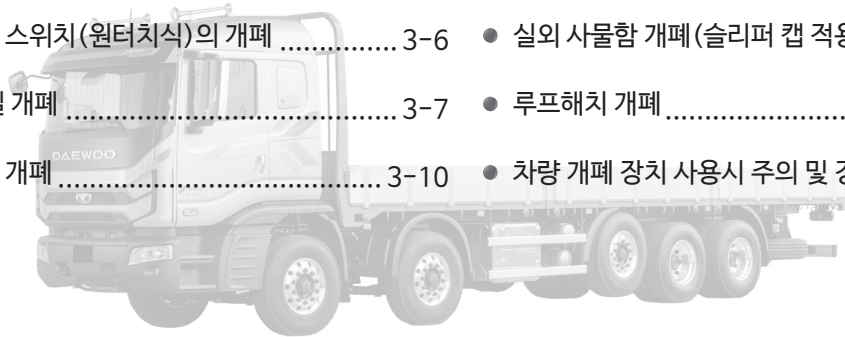 스위치(원터치식)의 개폐 ............... 3-6
개폐 ............................................ 3-7
개폐 .......................................... 3-10
● 실외 사물함 개폐(슬리퍼 캡
● 루프해치 개폐 ........................
● 차량 개폐 장치 사용시 주의 및
DAEWOO